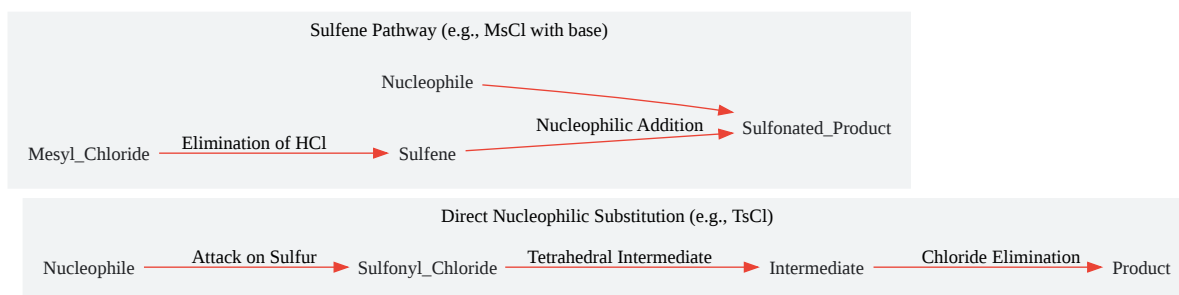 Sulfene Pathway (e.g., MsCl with base)
Nucleophile
Nucleophilic Addition
Sulfonated_Product
Mesyl_Chloride
Elimination of HCl
Sulfene
Direct Nucleophilic Substitution (e.g., TsCl)
Nucleophile
Attack on Sulfur
Sulfonyl_Chloride
Tetrahedral Intermediate
Intermediate
Chloride Elimination
Product